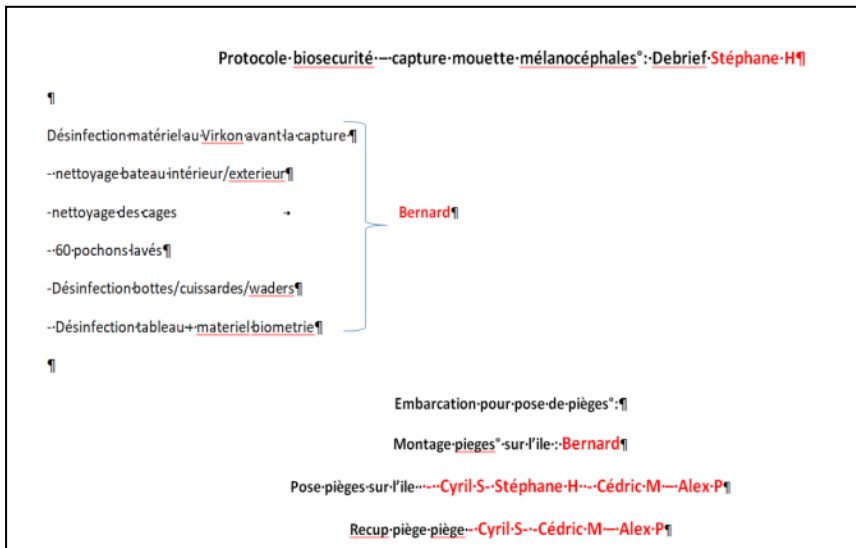 Protocole biosecurité – capture mouette mélanocéphales° : Debrief Stéphane H¶
¶
Désinfection matériel au Virkon avant la capture ¶
- nettoyage bateau intérieur/exterieur¶
-nettoyage des cages → Bernard¶
- 60 pochons lavés¶
-Désinfection bottes/cuissardes/waders¶
- Désinfection tableau + materiel biometrie¶
¶
Embarcation pour pose de pièges° :¶
Montage pieges° sur l'ile : Bernard¶
Pose pièges sur l'ile - Cyril S- Stéphane H - Cédric M – Alex P¶
Recup piège piège - Cyril S- Cédric M – Alex P¶